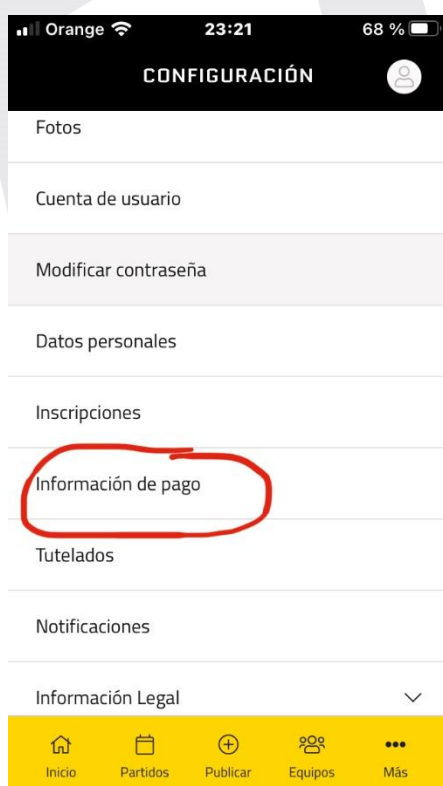 Orange 23:21 68 %
CONFIGURACIÓN
Fotos
Cuenta de usuario
Modificar contraseña
Datos personales
Inscripciones
Información de pago
Tutelados
Notificaciones
Información Legal
Inicio Partidos Publicar Equipos Más